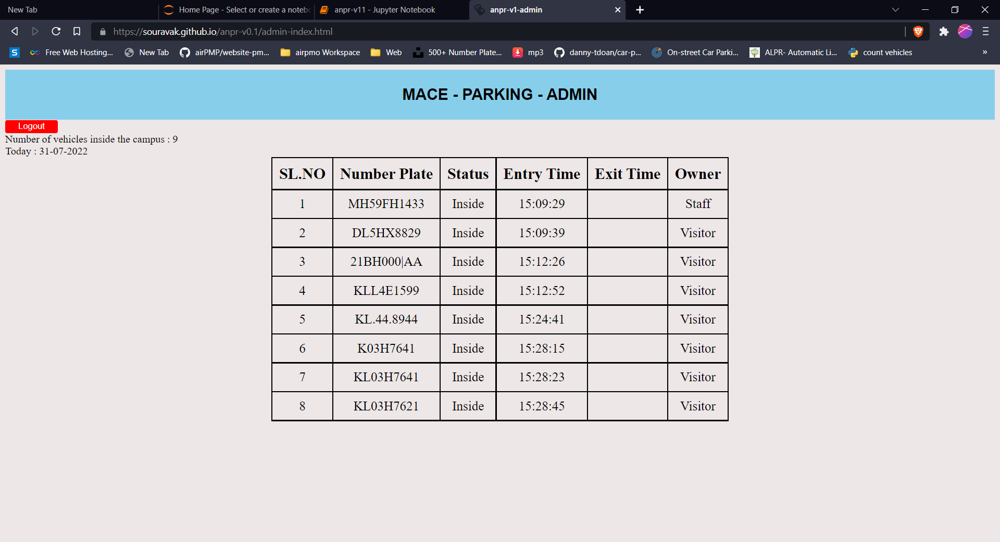 New Tab
Home Page - Select or create a noteb
anpr-v11 - Jupyter Notebook
anpr-v1-admin
https://souravak.github.io/anpr-v0.1/admin-index.html
S
Free Web Hosting...
New Tab
airPMP/website-pm...
airpmo Workspace
Web
500+ Number Plate...
mp3
danny-tdoan/car-p...
On-street Car Parki...
ALPR- Automatic Li...
count vehicles
»
MACE - PARKING - ADMIN
Logout
Number of vehicles inside the campus : 9
Today : 31-07-2022
SL.NO Number Plate Status Entry Time Exit Time Owner
1 MH59FH1433 Inside 15:09:29 Staff
2 DL5HX8829 Inside 15:09:39 Visitor
3 21BH000|AA Inside 15:12:26 Visitor
4 KLL4E1599 Inside 15:12:52 Visitor
5 KL.44.8944 Inside 15:24:41 Visitor
6 K03H7641 Inside 15:28:15 Visitor
7 KL03H7641 Inside 15:28:23 Visitor
8 KL03H7621 Inside 15:28:45 Visitor